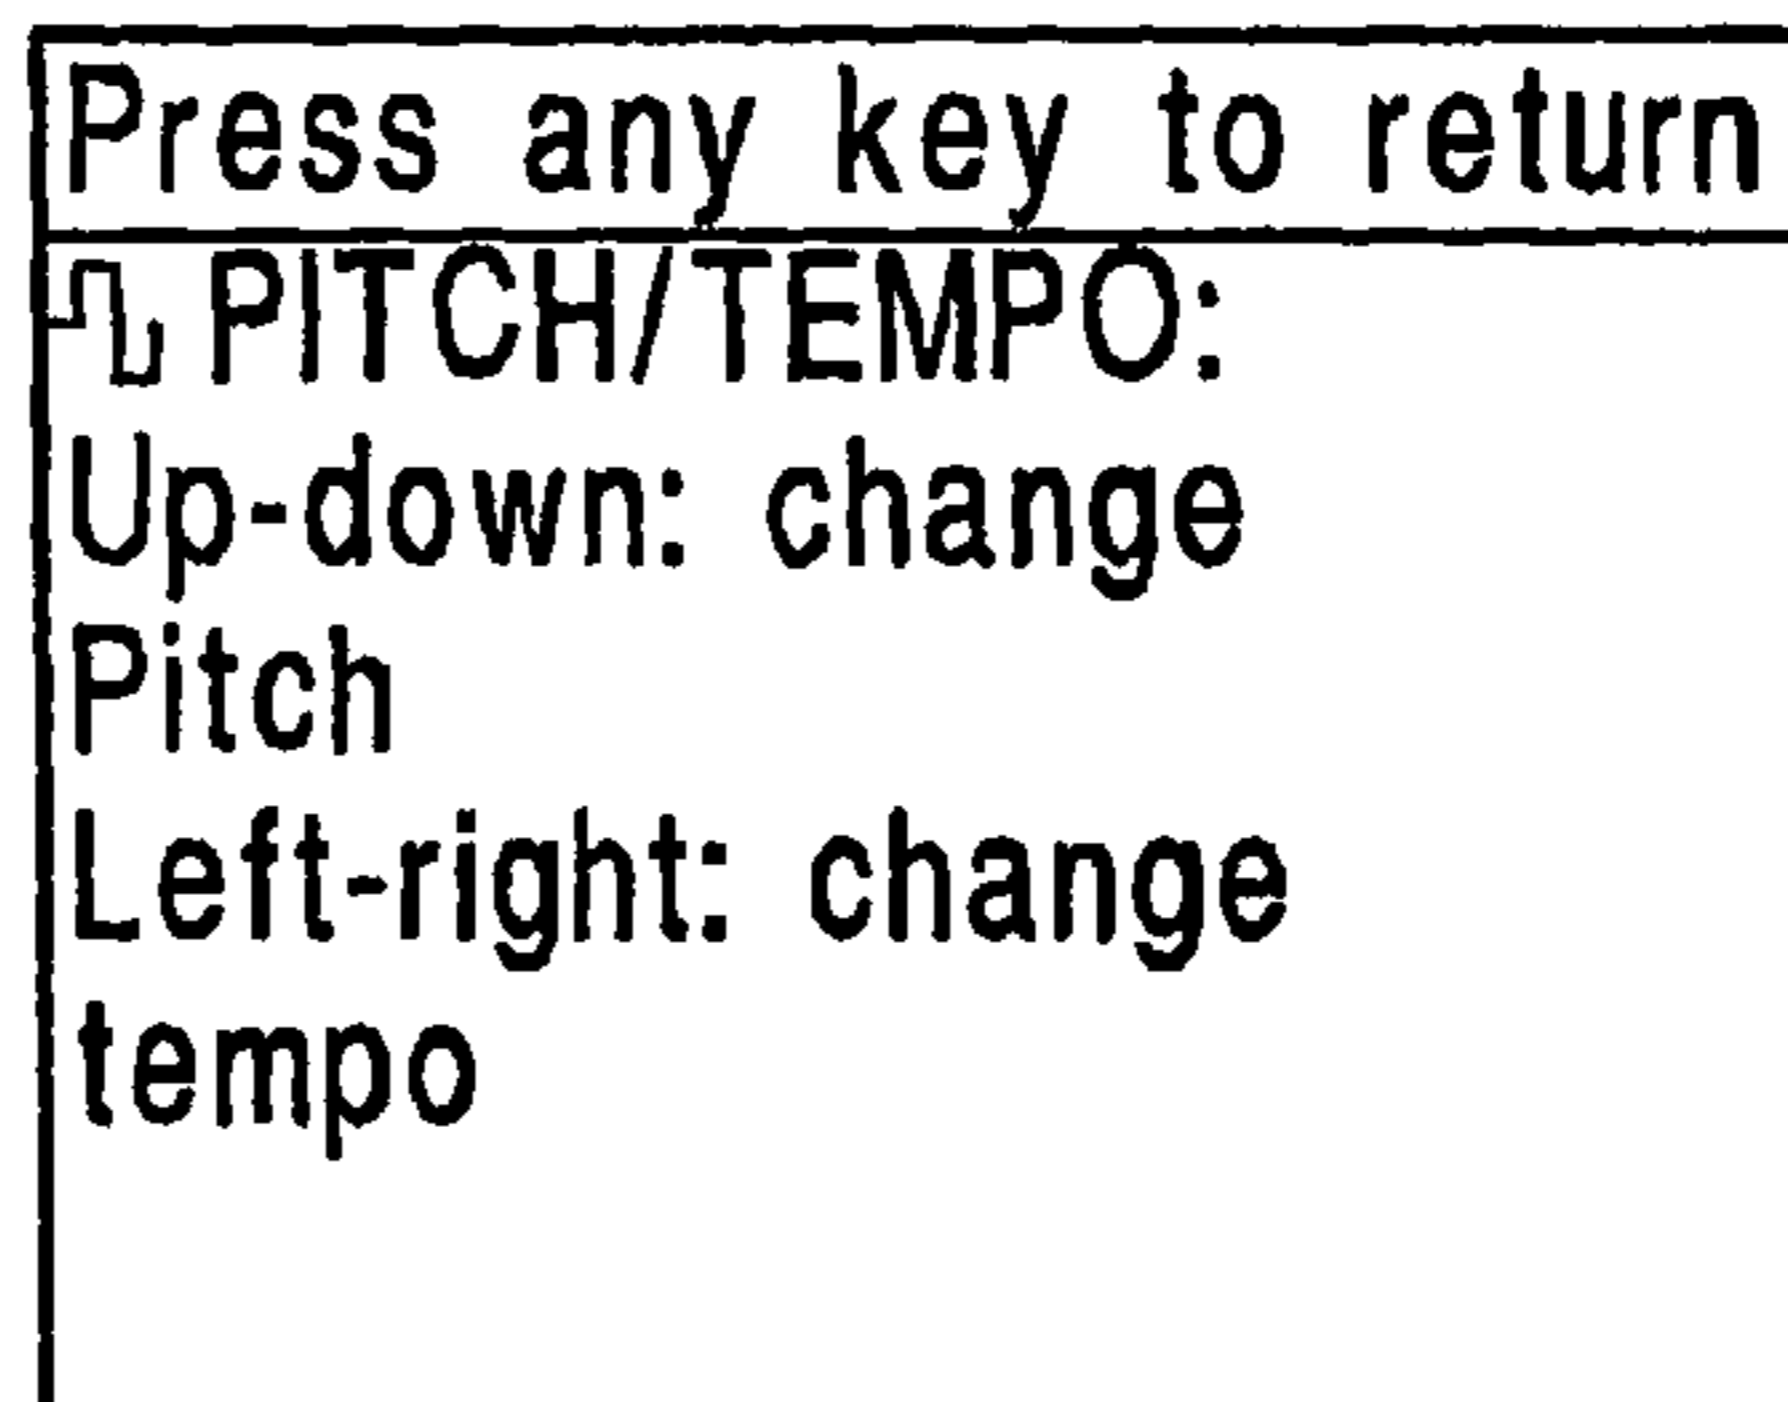 Press any key to return
PITCH/TEMPO:
Up-down: change
Pitch
Left-right: change
tempo